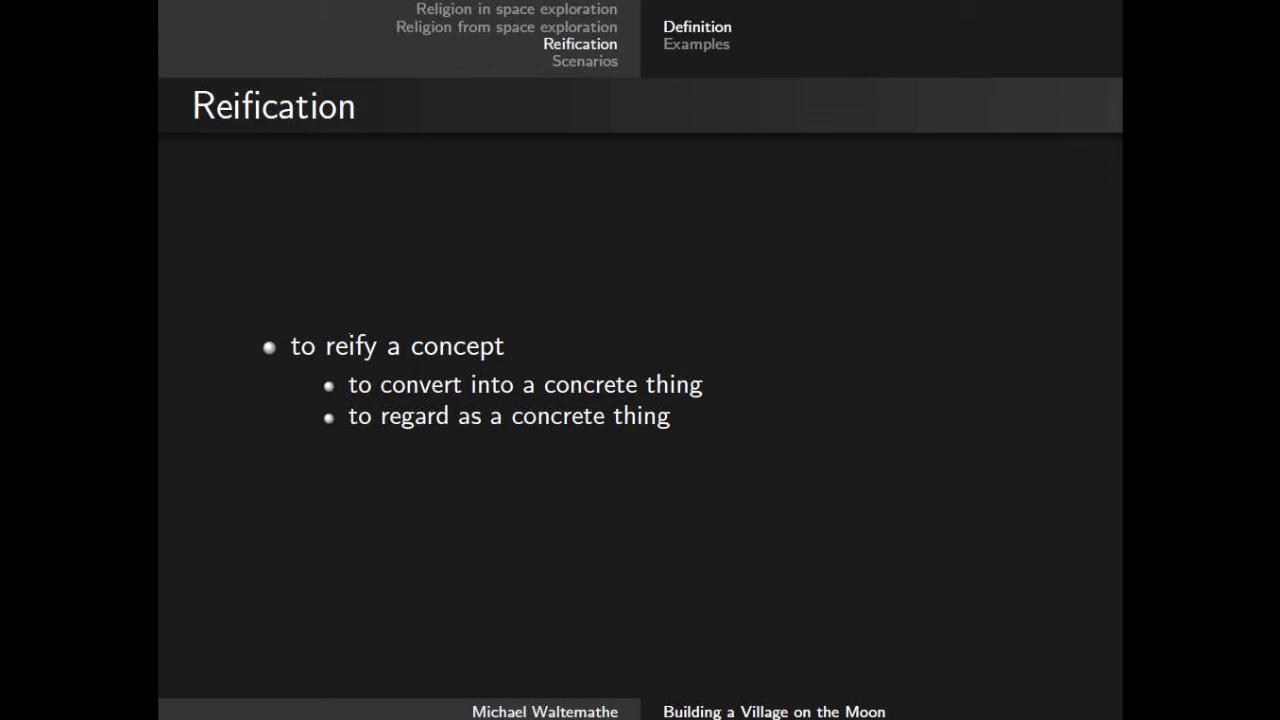 Religion in space exploration
Religion from space exploration
Reification
Scenarios
Definition
Examples
Reification
to reify a concept
to convert into a concrete thing
to regard as a concrete thing
Michael Waltemathe
Building a Village on the Moon